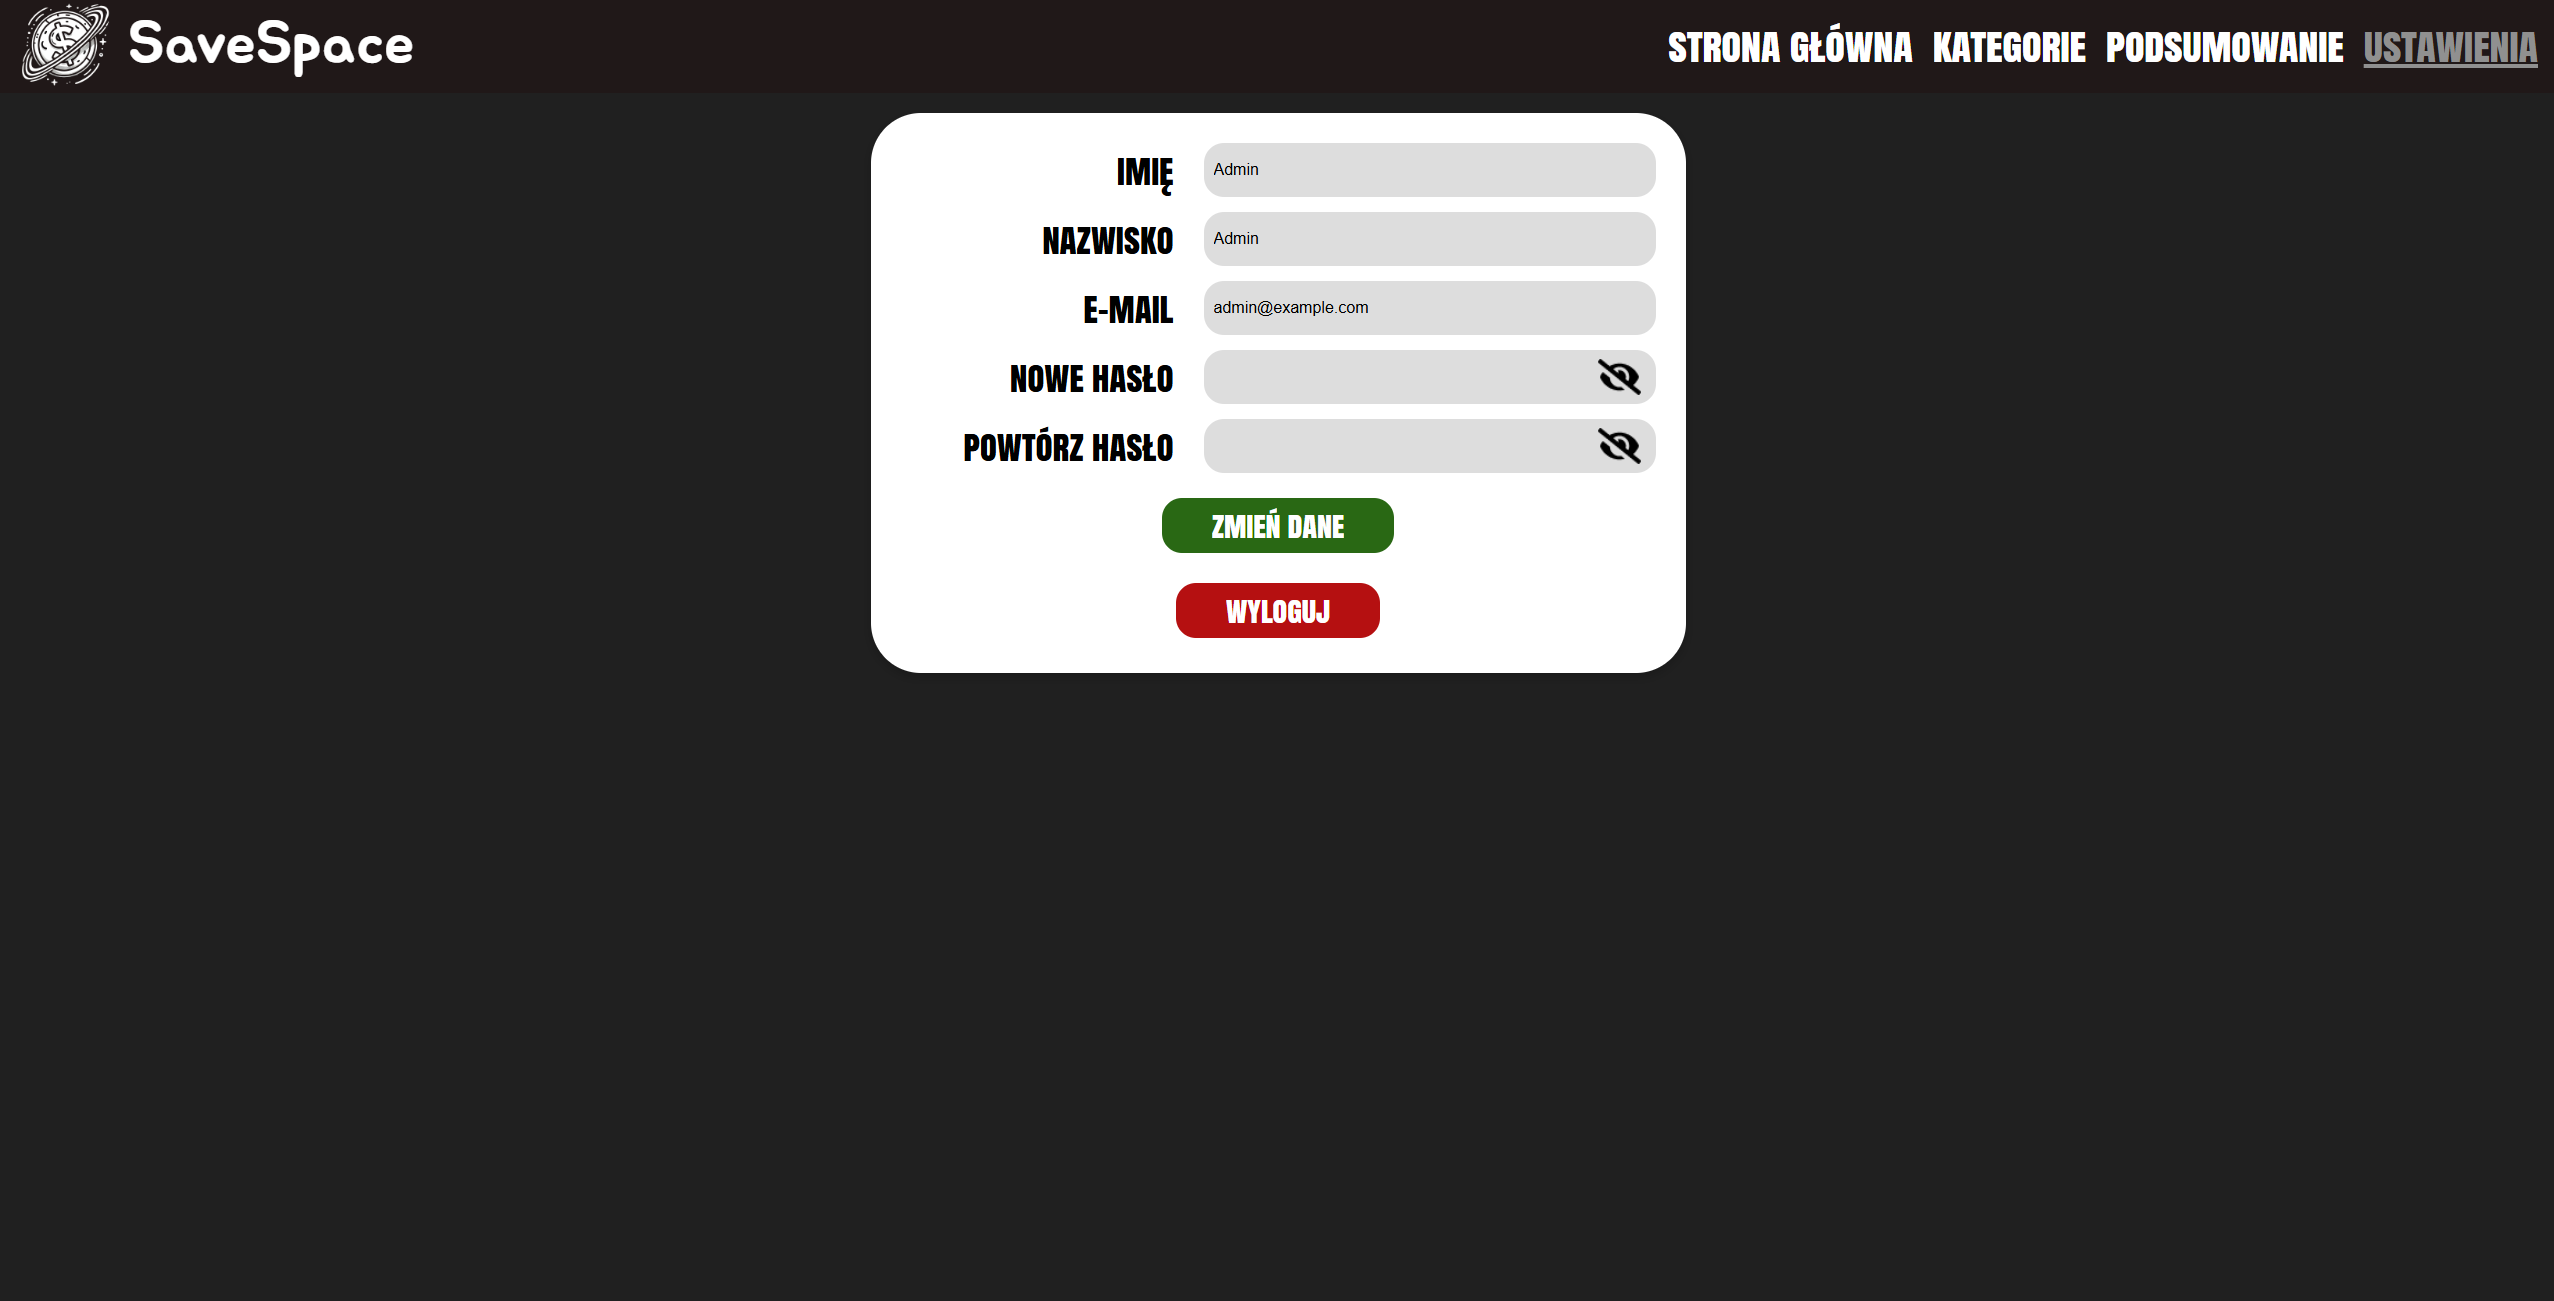 SaveSpace
STRONA GŁÓWNA KATEGORIE PODSUMOWANIE USTAWIENIA
IMIĘ Admin
NAZWISKO Admin
E-MAIL admin@example.com
NOWE HASŁO
POWTÓRZ HASŁO
ZMIEŃ DANE
WYLOGUJ